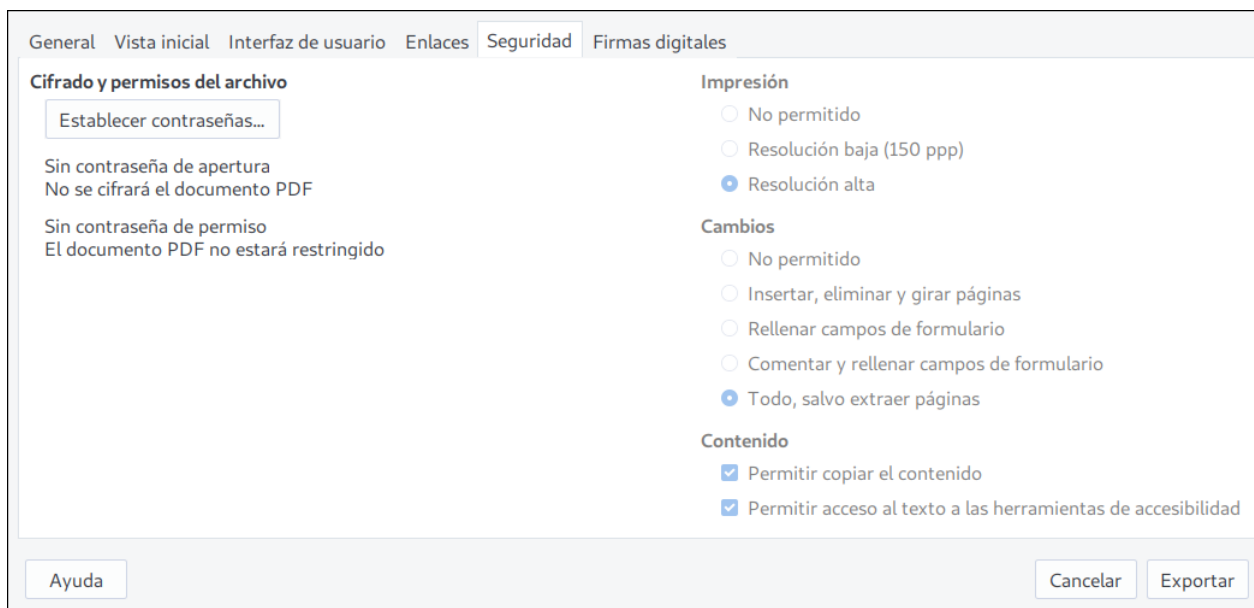 General Vista inicial Interfaz de usuario Enlaces Seguridad Firmas digitales
Cifrado y permisos del archivo
Establecer contraseñas...
Sin contraseña de apertura
No se cifrará el documento PDF
Sin contraseña de permiso
El documento PDF no estará restringido
Impresión
No permitido
Resolución baja (150 ppp)
Resolución alta
Cambios
No permitido
Insertar, eliminar y girar páginas
Rellenar campos de formulario
Comentar y rellenar campos de formulario
Todo, salvo extraer páginas
Contenido
Permitir copiar el contenido
Permitir acceso al texto a las herramientas de accesibilidad
Ayuda Cancelar Exportar